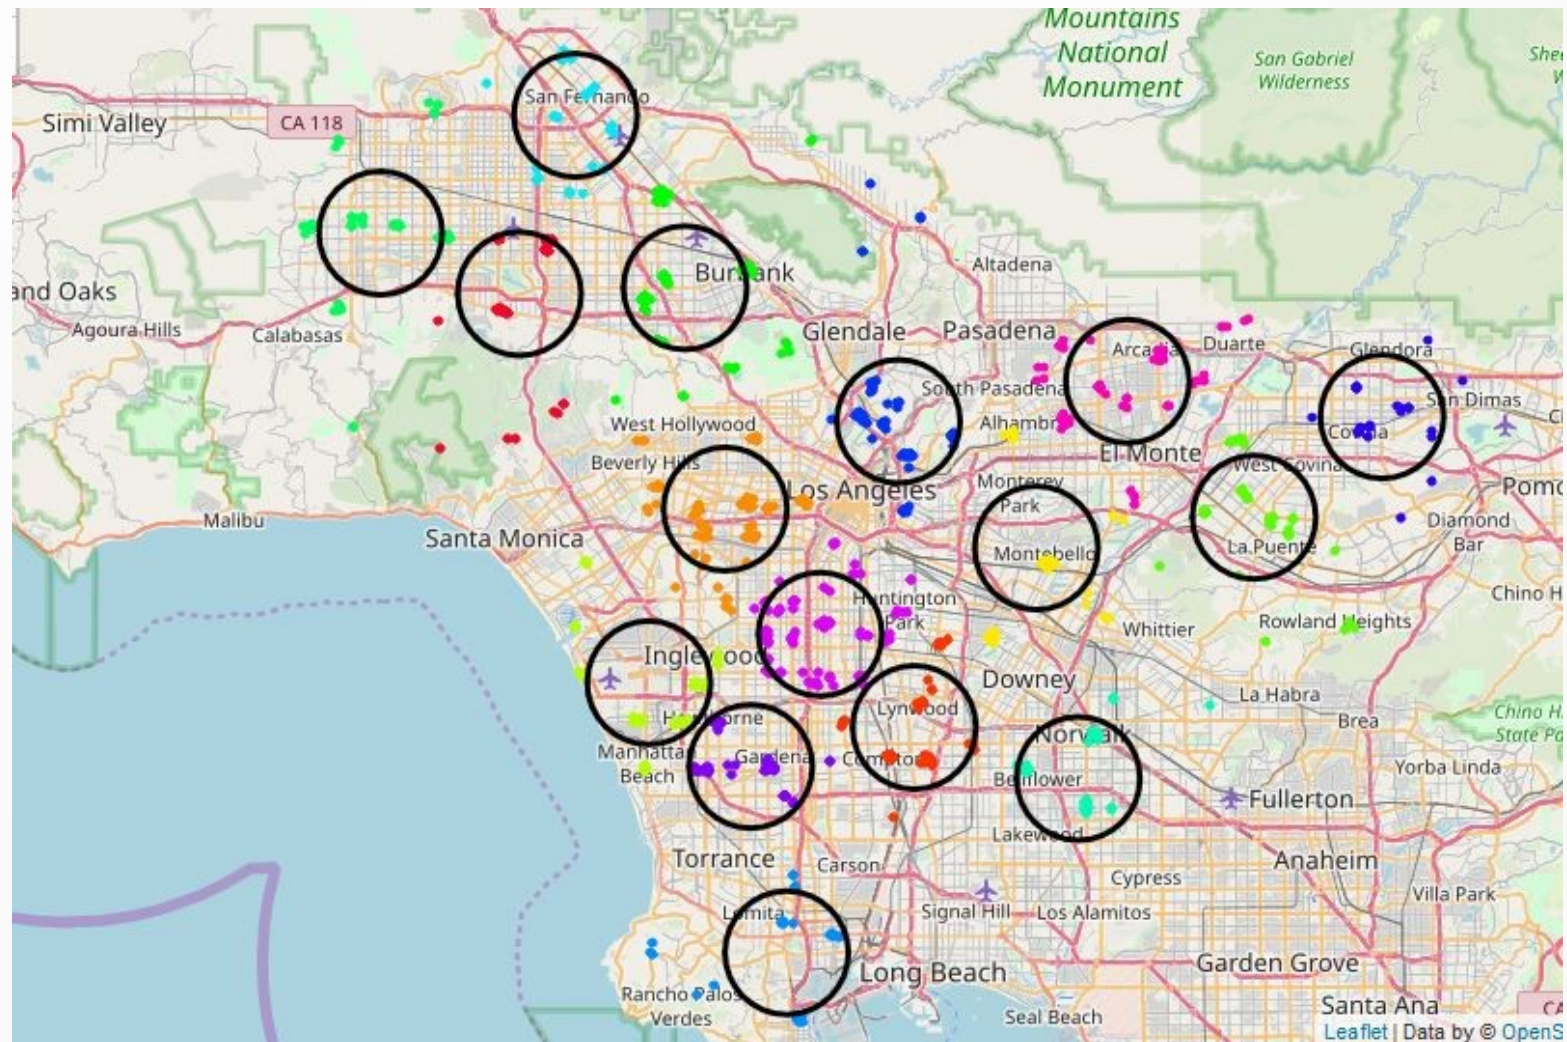 Mountains
National
Monument
San Gabriel
Wilderness
San Fernando
Simi Valley
CA 118
Altadena
Burbank
Agoura Hills
Calabasas
Glendale
Pasadena
Arcadia
Duarte
Glendora
South Pasadena
San Dimas
West Hollywood
Alhambra
Covina
Beverly Hills
El Monte
West Covina
Los Angeles
Monterey
Park
Malibu
Santa Monica
Montebello
La Puente
Diamond
Bar
Huntington
Park
Whittier
Rowland Heights
Inglewood
Downey
La Habra
Brea
Lynwood
Hawthorne
Norwalk
Manhattan
Beach
Gardena
Compton
Bellflower
Yorba Linda
Fullerton
Lakewood
Torrance
Carson
Anaheim
Cypress
Villa Park
Lomita
Signal Hill
Los Alamitos
Long Beach
Garden Grove
Rancho Palos
Verdes
Seal Beach
Santa Ana
Leaflet | Data by © OpenS